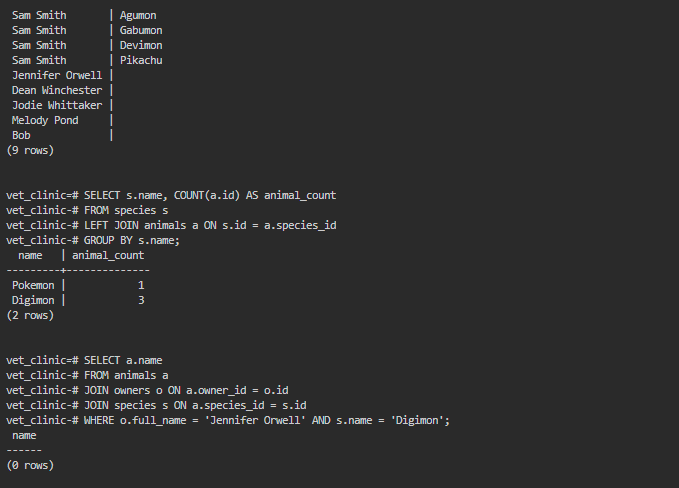 Sam Smith       | Agumon
Sam Smith       | Gabumon
Sam Smith       | Devimon
Sam Smith       | Pikachu
Jennifer Orwell |
Dean Winchester |
Jodie Whittaker |
Melody Pond     |
Bob             |
(9 rows)
vet_clinic=# SELECT s.name, COUNT(a.id) AS animal_count
vet_clinic-# FROM species s
vet_clinic-# LEFT JOIN animals a ON s.id = a.species_id
vet_clinic-# GROUP BY s.name;
  name   | animal_count
---------+--------------
 Pokemon |            1
 Digimon |            3
(2 rows)
vet_clinic=# SELECT a.name
vet_clinic-# FROM animals a
vet_clinic-# JOIN owners o ON a.owner_id = o.id
vet_clinic-# JOIN species s ON a.species_id = s.id
vet_clinic-# WHERE o.full_name = 'Jennifer Orwell' AND s.name = 'Digimon';
 name
------
(0 rows)